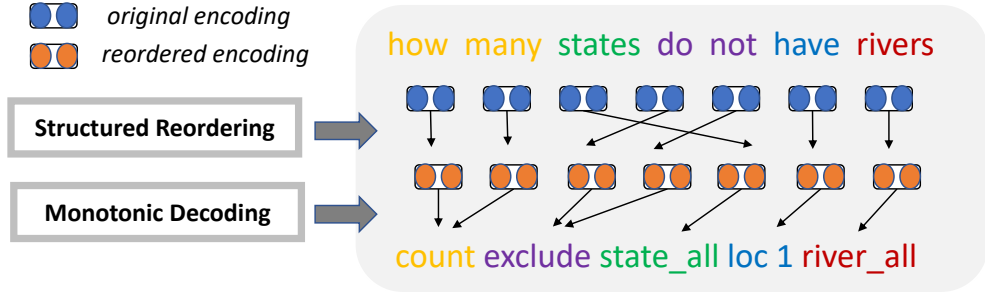 original encoding
reordered encoding
how many states do not have rivers
Structured Reordering
Monotonic Decoding
count exclude state_all loc 1 river_all